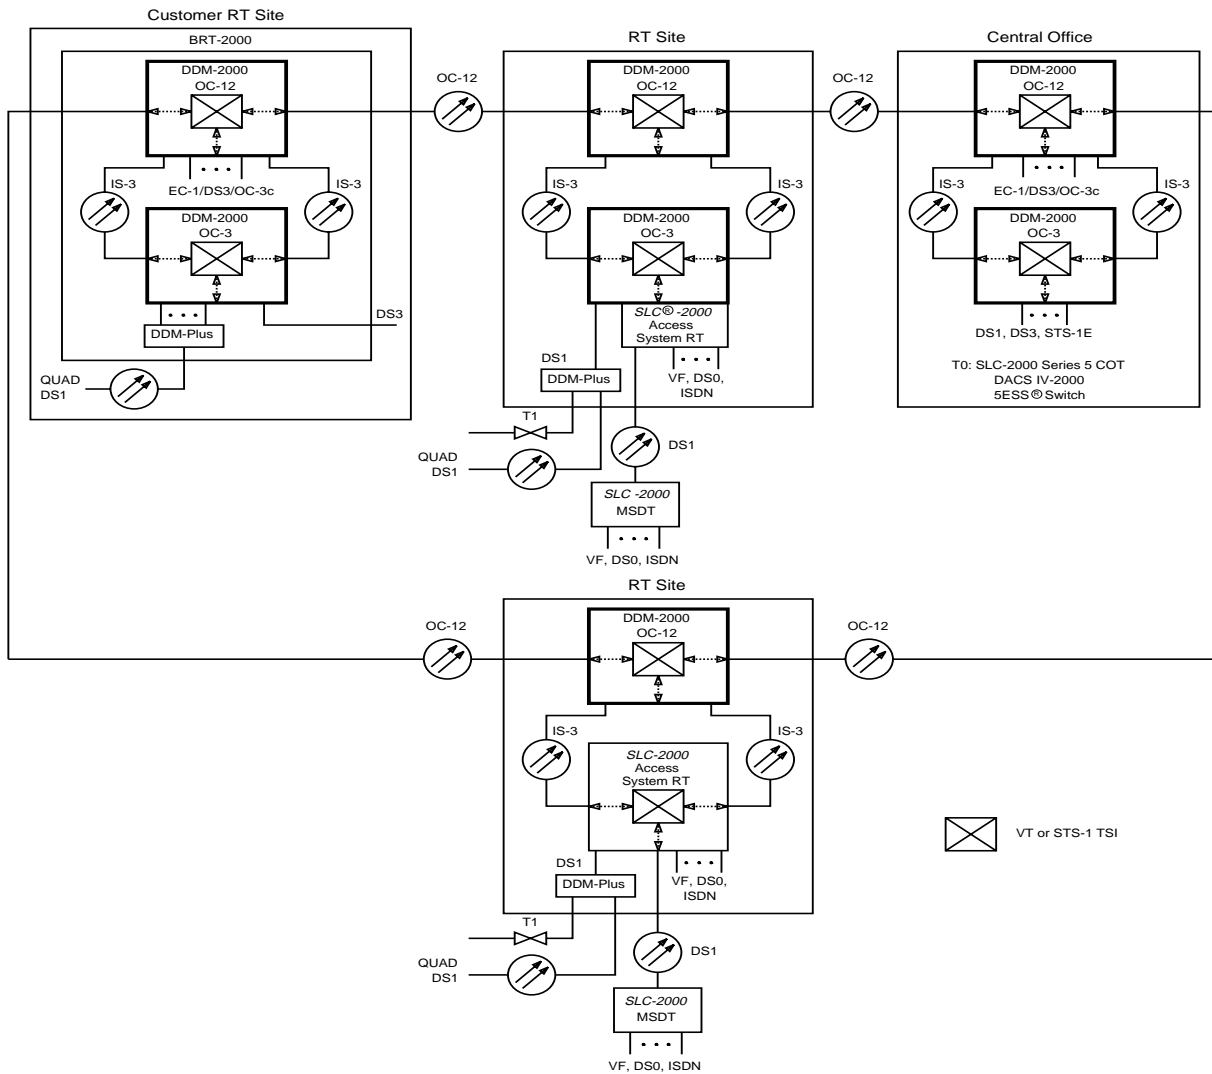 Customer RT Site
BRT-2000
DDM-2000
OC-12
IS-3
IS-3
EC-1/DS3/OC-3c
DDM-2000
OC-3
DS3
DDM-Plus
QUAD
DS1
OC-12
RT Site
DDM-2000
OC-12
IS-3
IS-3
DDM-2000
OC-3
SLC® -2000
Access
System RT
DS1
DDM-Plus
VF, DS0,
ISDN
T1
QUAD
DS1
DS1
SLC -2000
MSDT
VF, DS0, ISDN
OC-12
Central Office
DDM-2000
OC-12
IS-3
IS-3
EC-1/DS3/OC-3c
DDM-2000
OC-3
DS1, DS3, STS-1E
T0: SLC-2000 Series 5 COT
DACS IV-2000
5ESS® Switch
RT Site
OC-12
DDM-2000
OC-12
OC-12
IS-3
IS-3
SLC-2000
Access
System RT
DS1
DDM-Plus
VF, DS0,
ISDN
T1
QUAD
DS1
DS1
SLC-2000
MSDT
VF, DS0, ISDN
VT or STS-1 TSI